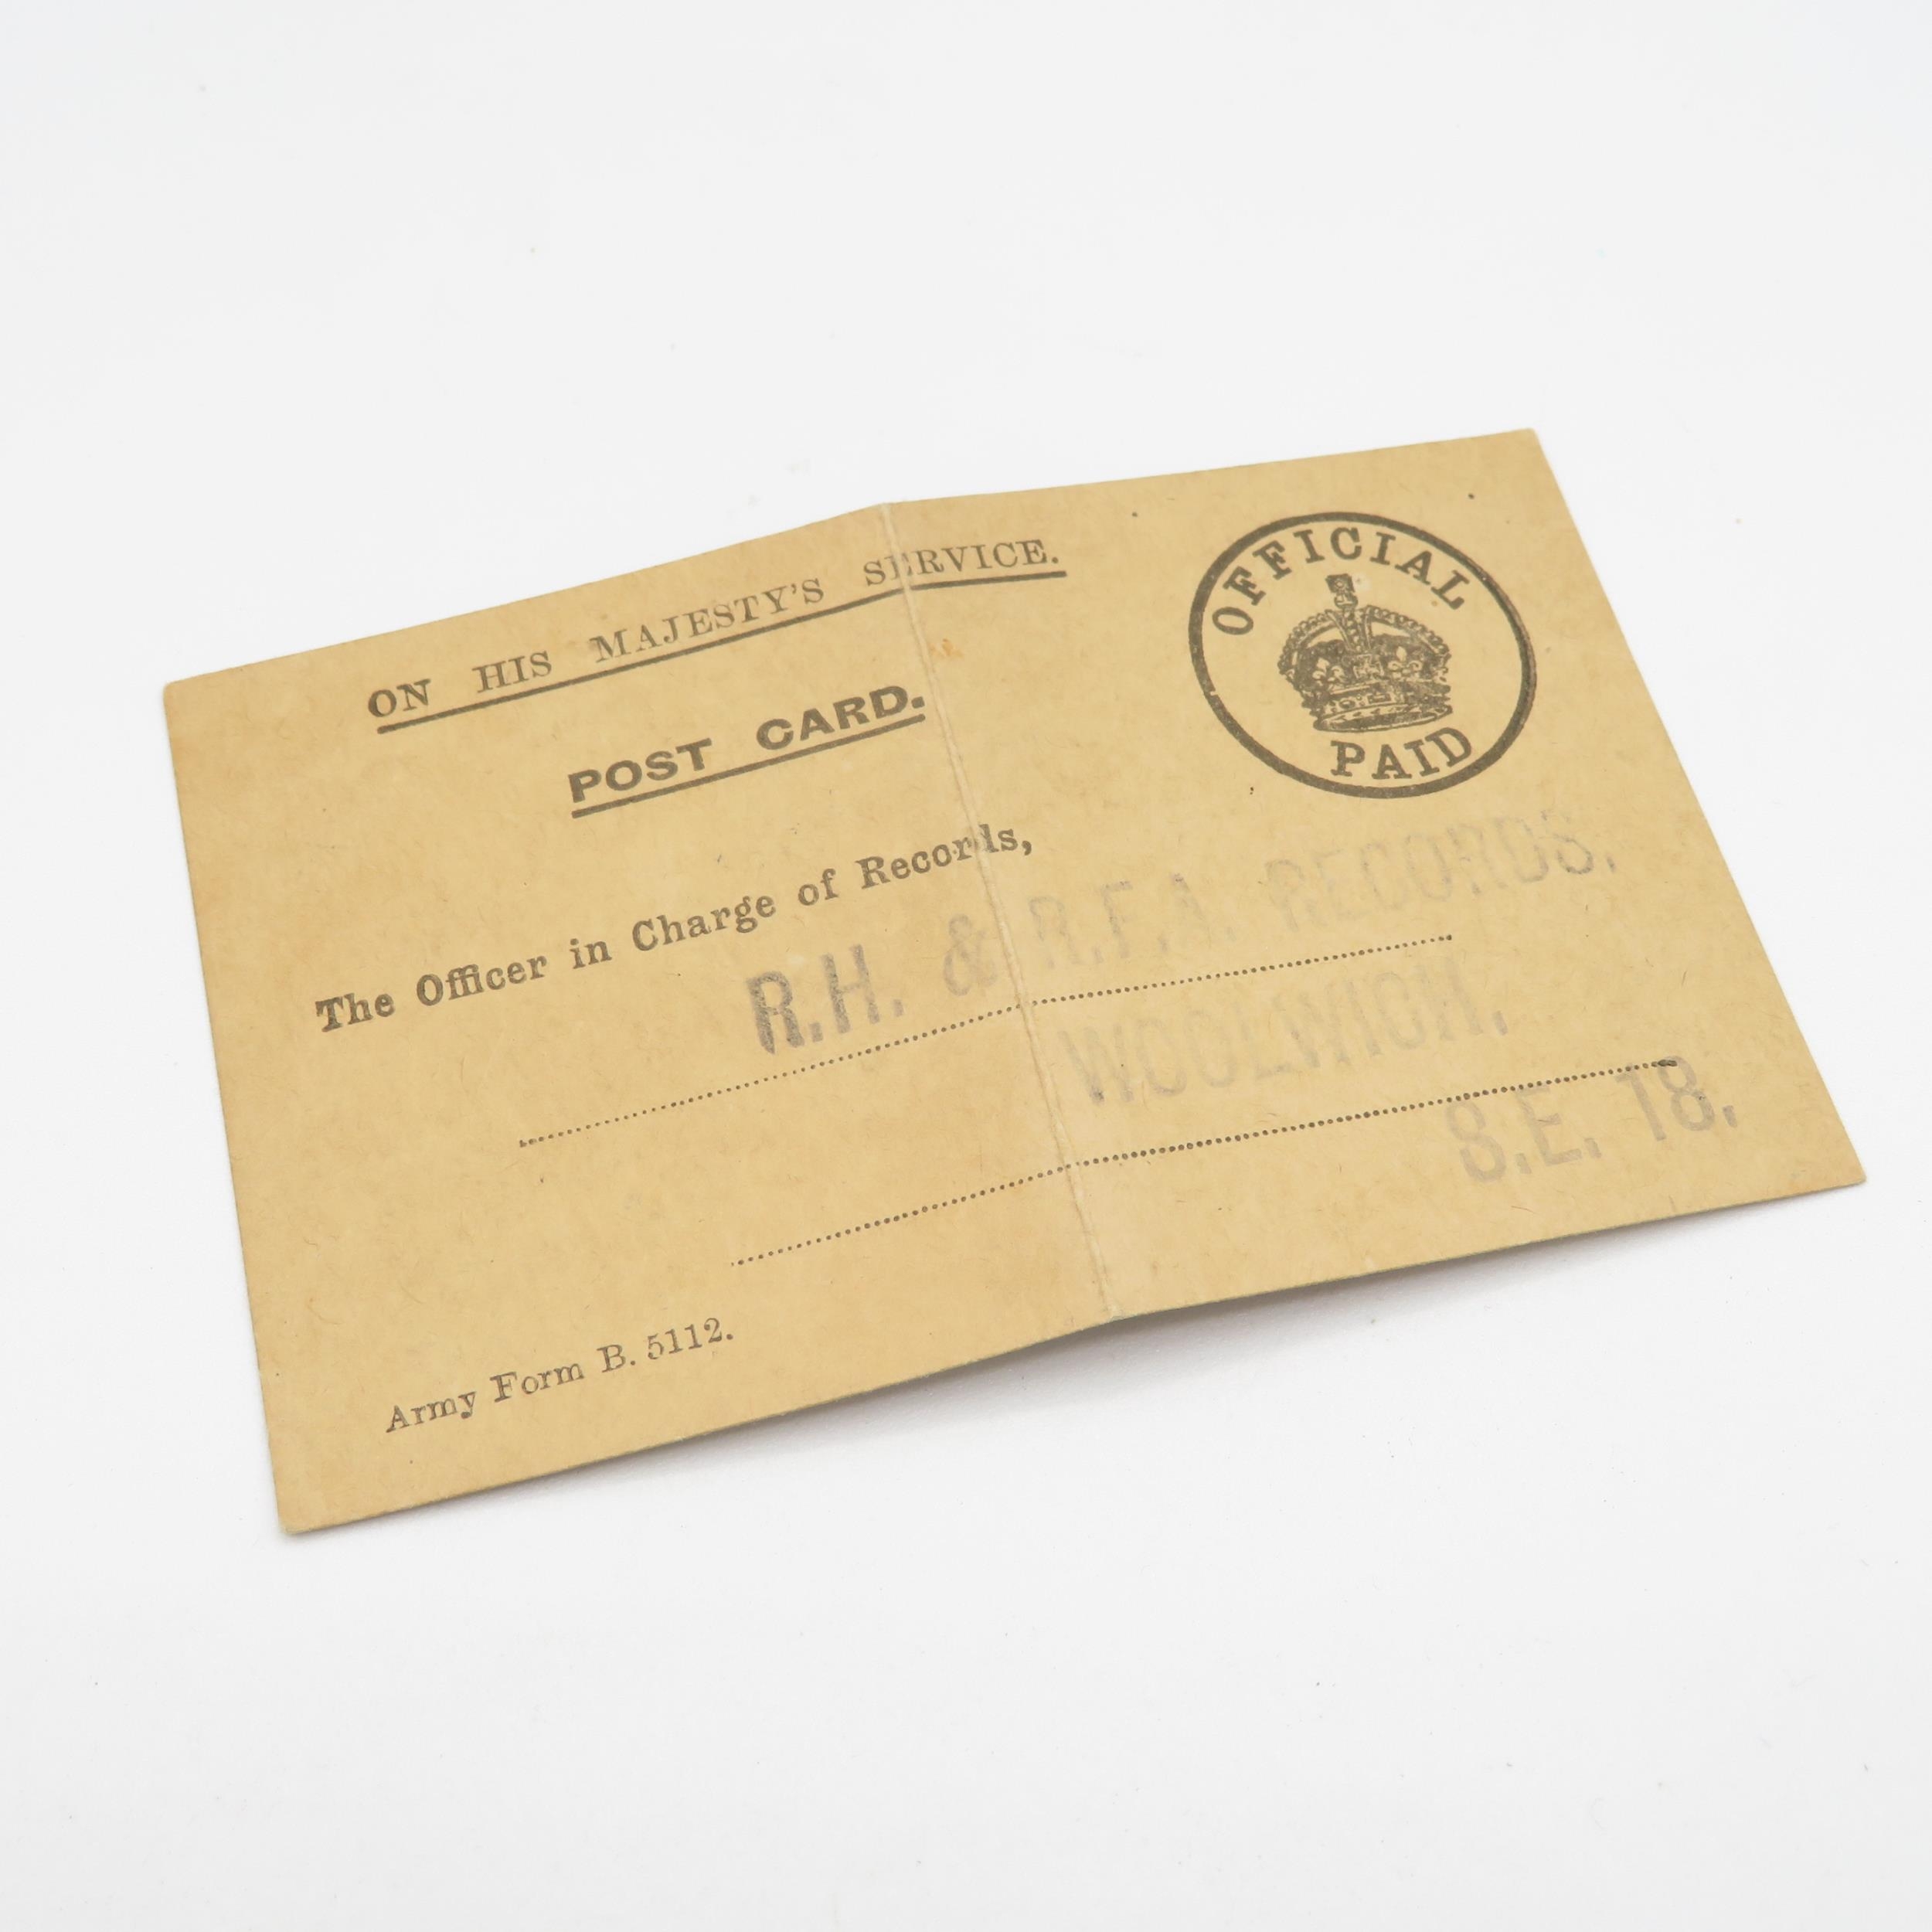 ON HIS MAJESTY'S SERVICE.
OFFICIAL
PAID
POST CARD.
The Officer in Charge of Records,
R.H. & R.F.A. RECORDS,
WOOLWICH,
S.E. 18.
Army Form B. 5112.